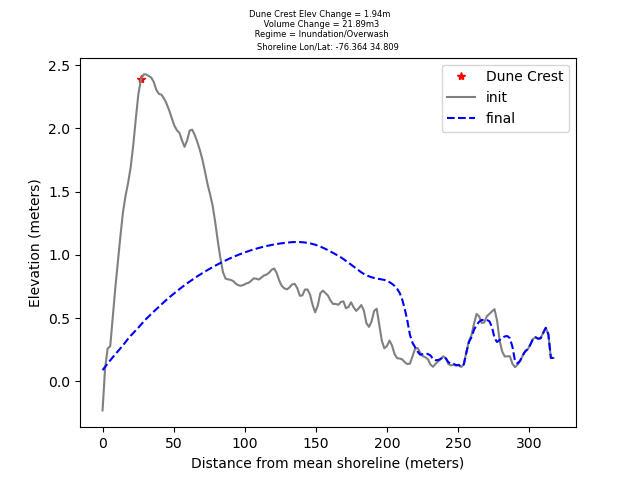 Dune Crest Elev Change = 1.94m
Volume Change = 21.89m3
Regime = Inundation/Overwash
Shoreline Lon/Lat: -76.364 34.809
Dune Crest
init
final
2.5
2.0
1.5
1.0
0.5
0.0
Elevation (meters)
0 50 100 150 200 250 300
Distance from mean shoreline (meters)